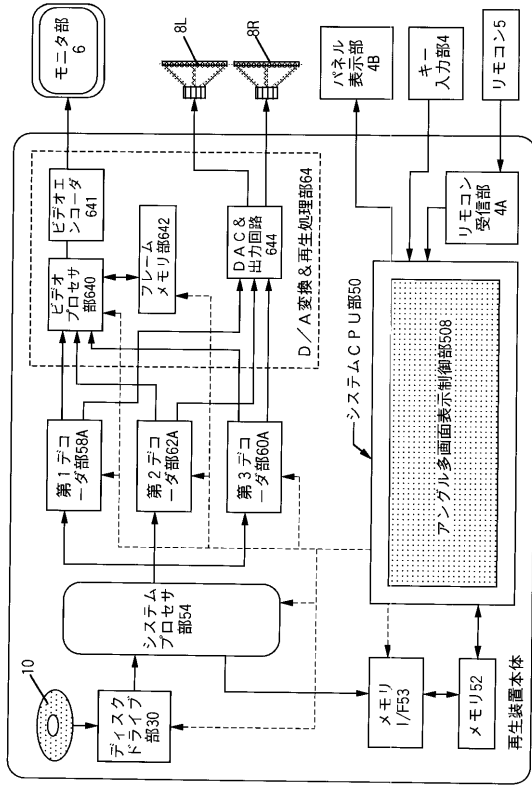 10
ディスク
ドライブ
部30
システム
プロセサ
部54
第1デコ
ーダ部58A
第2デコ
ーダ部62A
第3デコ
ーダ部60A
ビデオ
プロセサ
部640
ビデオエ
ンコーダ
641
フレーム
メモリ部642
DAC&
出力回路
644
D/A変換&再生処理部64
モニタ部
6
8L
8R
パネル
表示部
4B
キー
入力部4
リモコン5
リモコン
受信部
4A
システムCPU部50
アングル多画面表示制御部508
メモリ
I/F53
メモリ52
再生装置本体